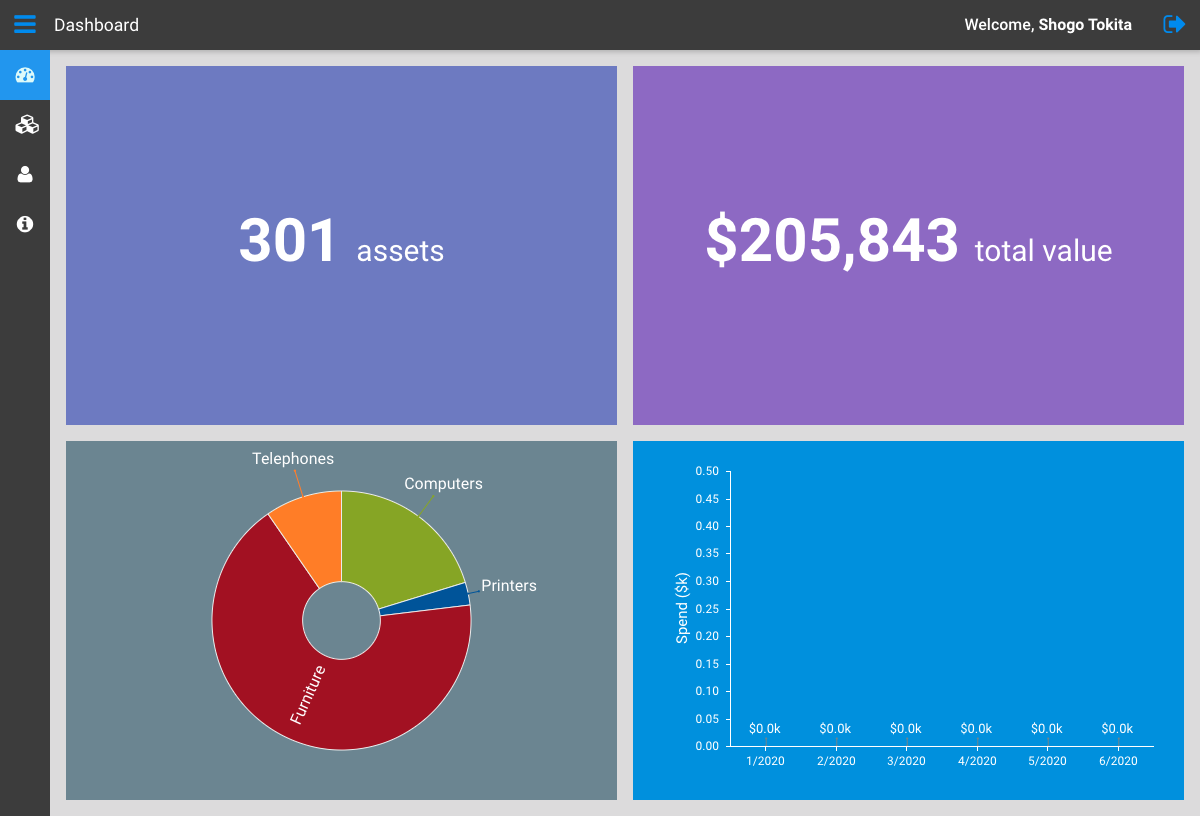 Dashboard
Welcome, Shogo Tokita
301 assets
$205,843 total value
Telephones
Computers
Printers
Furniture
Spend ($k)
0.50
0.45
0.40
0.35
0.30
0.25
0.20
0.15
0.10
0.05
0.00
$0.0k $0.0k $0.0k $0.0k $0.0k $0.0k
1/2020 2/2020 3/2020 4/2020 5/2020 6/2020